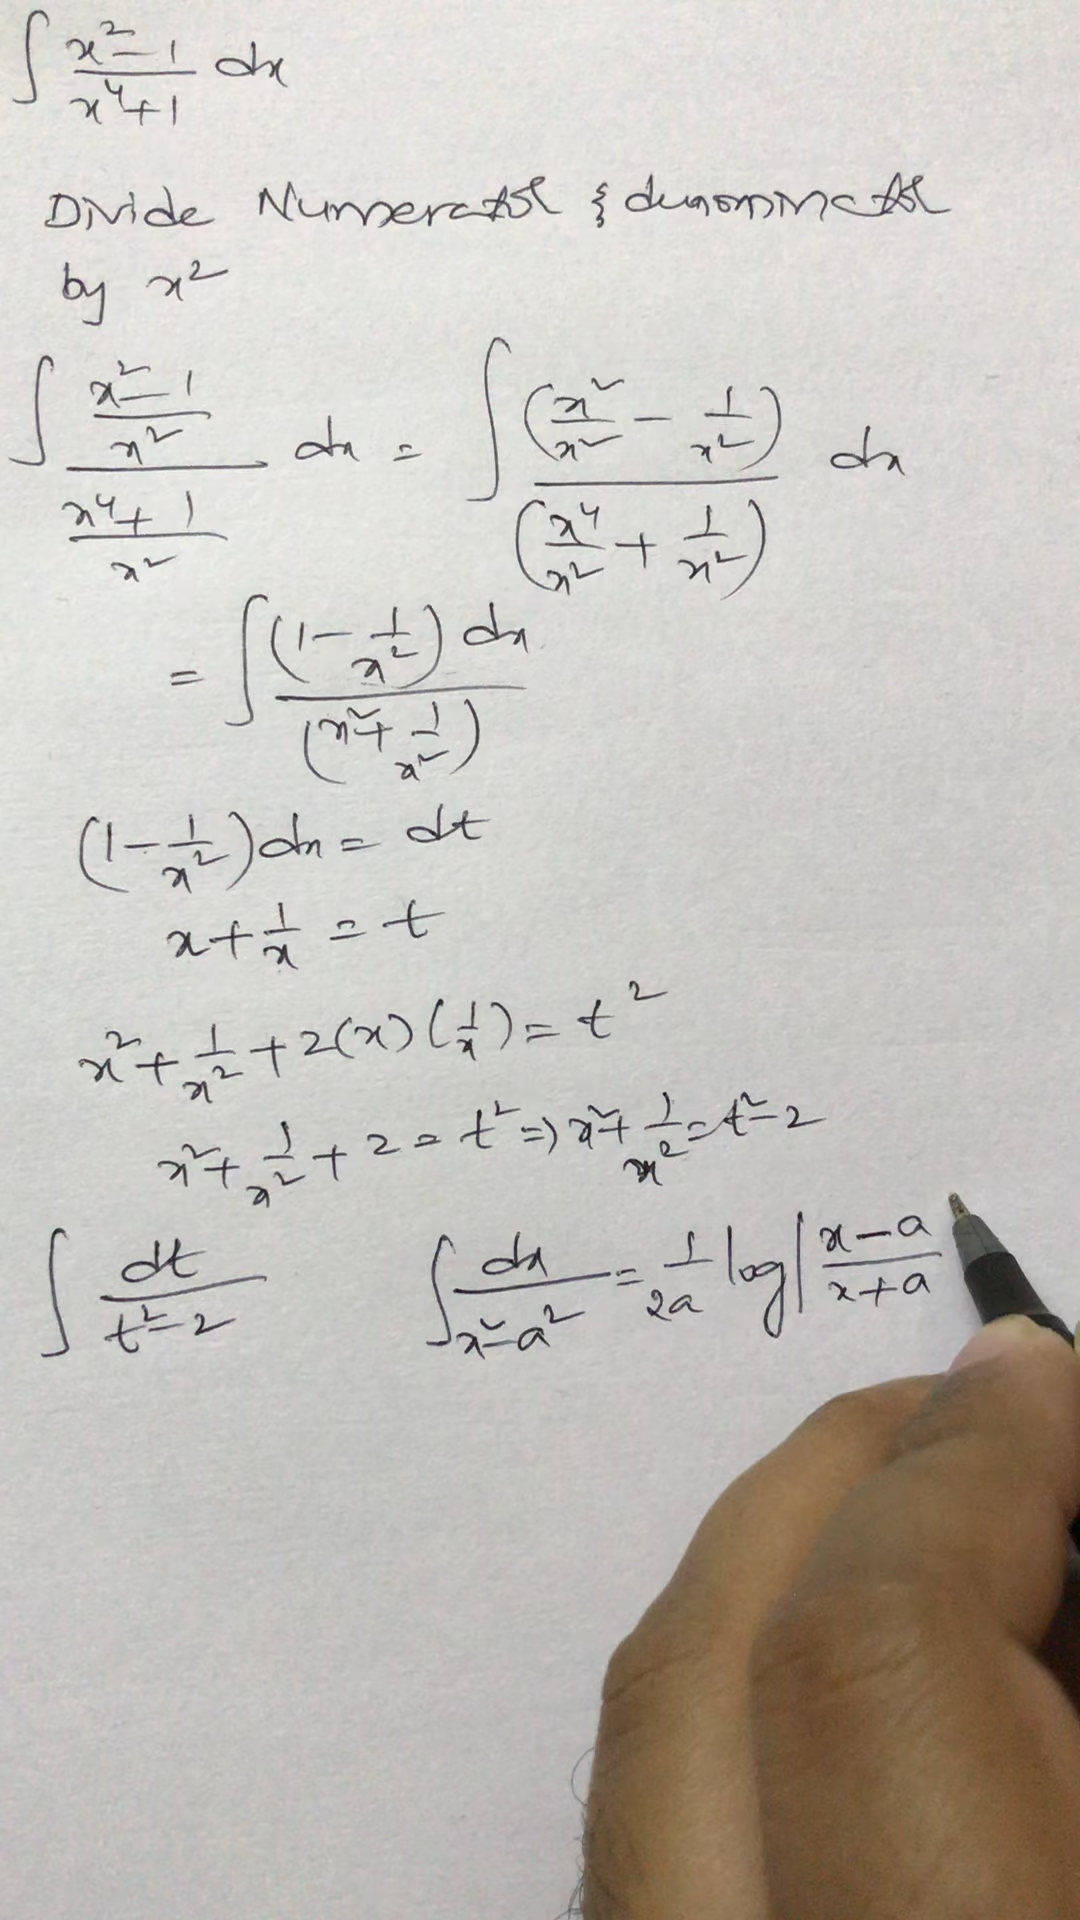 ∫ (x²-1)/(x⁴+1) dx
Divide Numerator & denominator
by x²
∫ ((x²-1)/x²)/((x⁴+1)/x²) dx = ∫ (x²/x² - 1/x²)/(x⁴/x² + 1/x²) dx
= ∫ (1 - 1/x²) dx/(x² + 1/x²)
(1 - 1/x²) dx = dt
x + 1/x = t
x² + 1/x² + 2(x)(1/x) = t²
x² + 1/x² + 2 = t² ⇒ x² + 1/x² = t² - 2
∫ dt/(t²-2) ∫ dx/(x²-a²) = 1/2a log|(x-a)/(x+a)